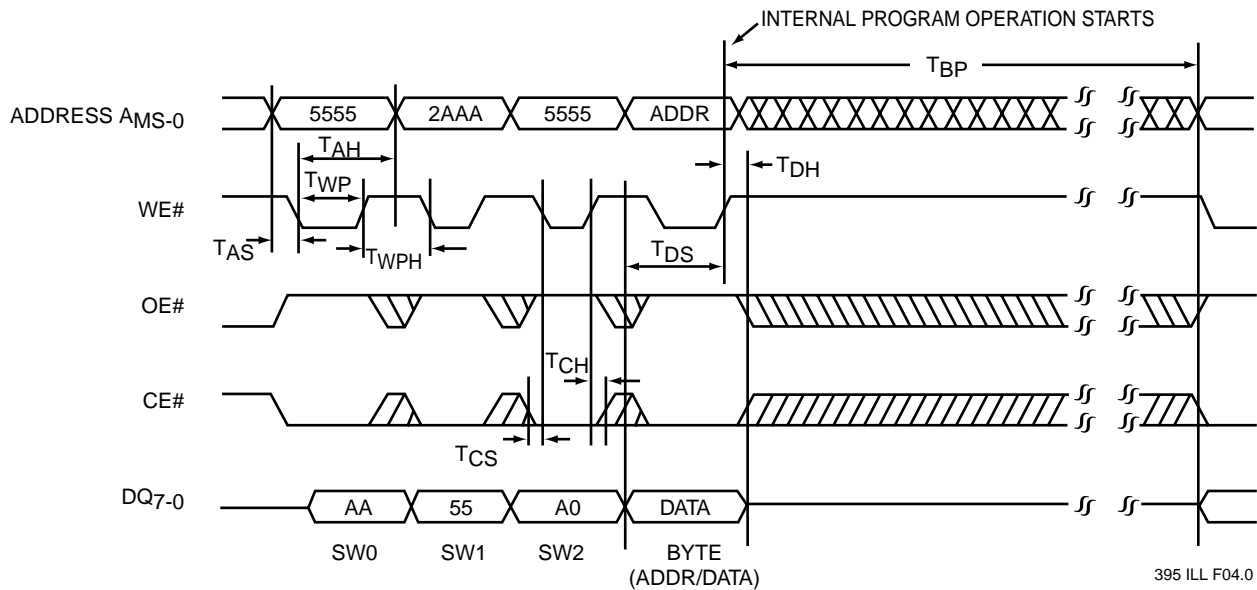 INTERNAL PROGRAM OPERATION STARTS
TBP
ADDRESS AMS-0
5555
2AAA
5555
ADDR
TAH
TDH
TWP
WE#
TAS
TWPH
TDS
OE#
TCH
CE#
TCS
DQ7-0
AA
55
A0
DATA
SW0
SW1
SW2
BYTE
(ADDR/DATA)
395 ILL F04.0